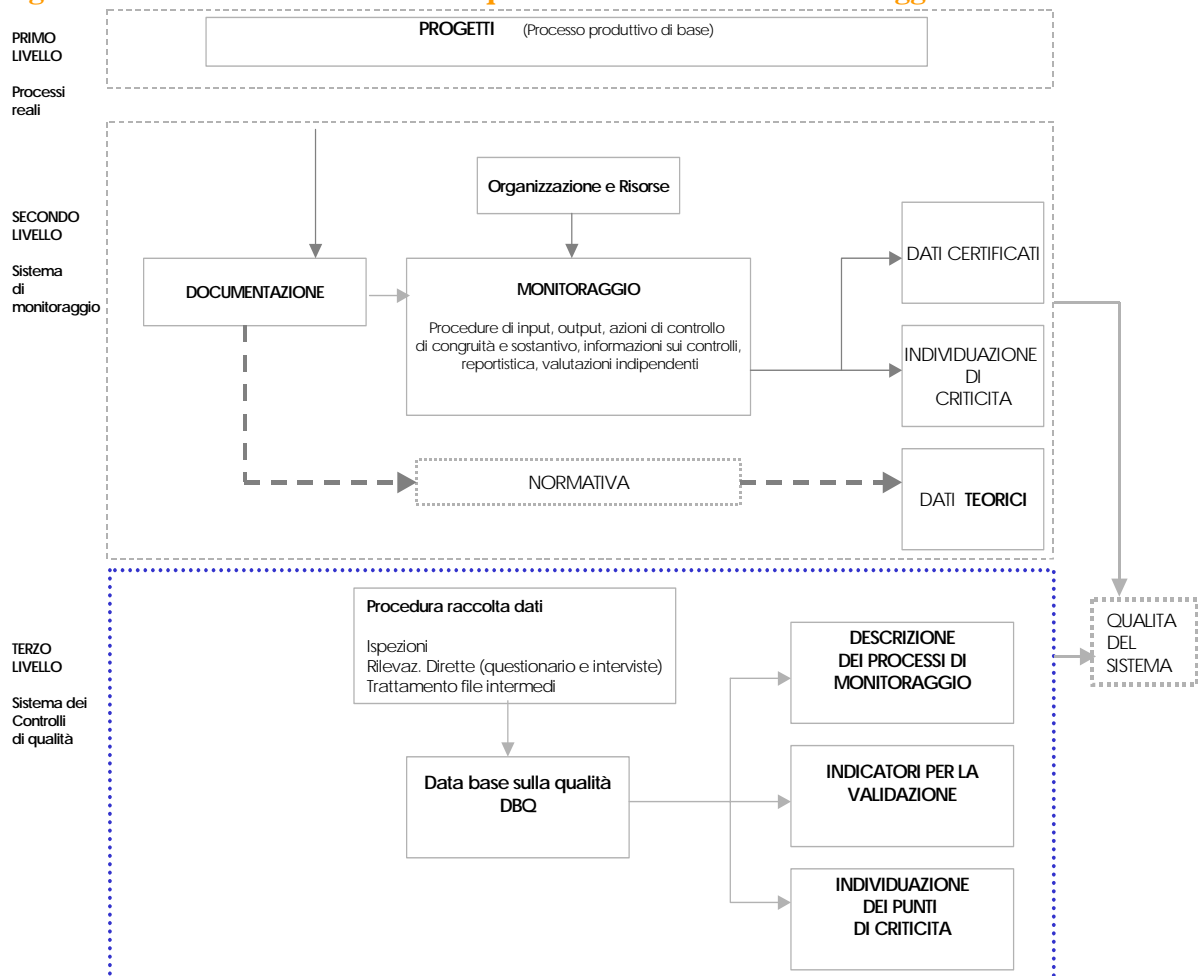 PRIMO
LIVELLO
Processi
reali
PROGETTI (Processo produttivo di base)
SECONDO
LIVELLO
Sistema
di
monitoraggio
Organizzazione e Risorse
DOCUMENTAZIONE
MONITORAGGIO
Procedure di input, output, azioni di controllo
di congruità e sostantivo, informazioni sui controlli,
reportistica, valutazioni indipendenti
DATI CERTIFICATI
INDIVIDUAZIONE
DI
CRITICITA
NORMATIVA
DATI TEORICI
TERZO
LIVELLO
Sistema dei
Controlli
di qualità
Procedura raccolta dati
Ispezioni
Rilevaz. Dirette (questionario e interviste)
Trattamento file intermedi
Data base sulla qualità
DBQ
DESCRIZIONE
DEI PROCESSI DI
MONITORAGGIO
INDICATORI PER LA
VALIDAZIONE
INDIVIDUAZIONE
DEI PUNTI
DI CRITICITA
QUALITA
DEL
SISTEMA